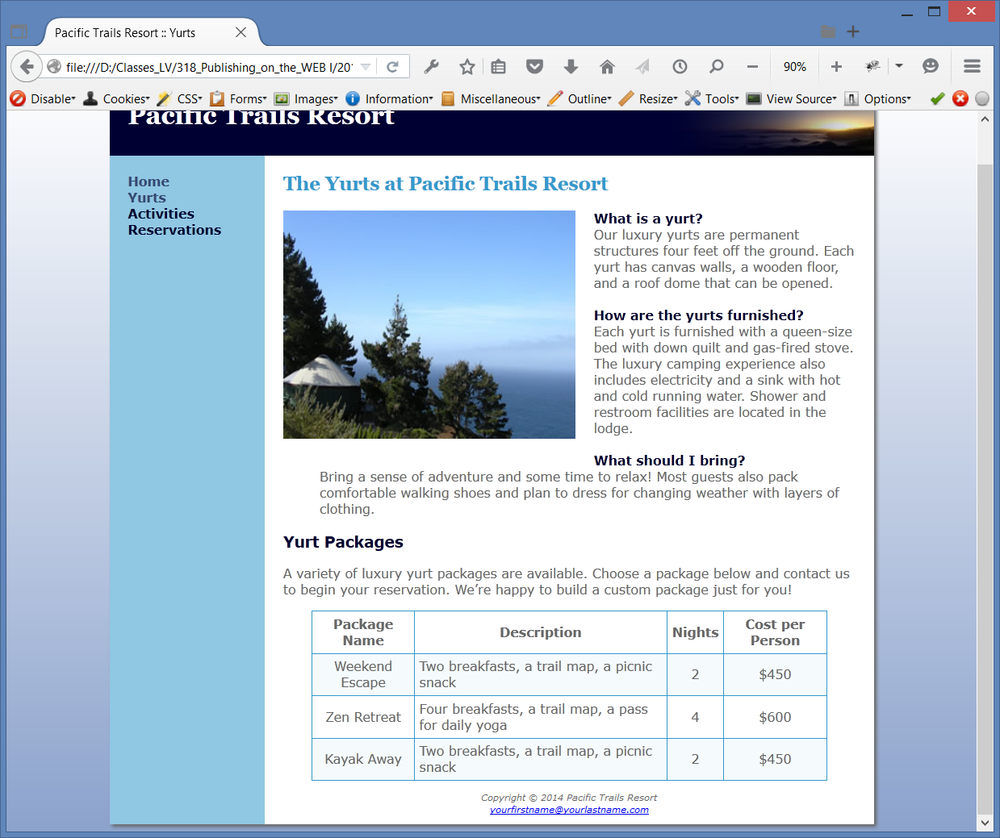 Pacific Trails Resort :: Yurts
file:///D:/Classes_LV/318_Publishing_on_the_WEB I/201
90%
Disable CookiesCSS Forms Images Information Miscellaneous Outline Resize Tools View Source Options
Pacific Trails Resort
Home
Yurts
Activities
Reservations
The Yurts at Pacific Trails Resort
What is a yurt?
Our luxury yurts are permanent
structures four feet off the ground. Each
yurt has canvas walls, a wooden floor,
and a roof dome that can be opened.
How are the yurts furnished?
Each yurt is furnished with a queen-size
bed with down quilt and gas-fired stove.
The luxury camping experience also
includes electricity and a sink with hot
and cold running water. Shower and
restroom facilities are located in the
lodge.
What should I bring?
Bring a sense of adventure and some time to relax! Most guests also pack
comfortable walking shoes and plan to dress for changing weather with layers of
clothing.
Yurt Packages
A variety of luxury yurt packages are available. Choose a package below and contact us
to begin your reservation. We’re happy to build a custom package just for you!
Package Name Description Nights Cost per Person
Weekend Escape Two breakfasts, a trail map, a picnic snack 2 $450
Zen Retreat Four breakfasts, a trail map, a pass for daily yoga 4 $600
Kayak Away Two breakfasts, a trail map, a picnic snack 2 $450
Copyright © 2014 Pacific Trails Resort
yourfirstname@yourlastname.com